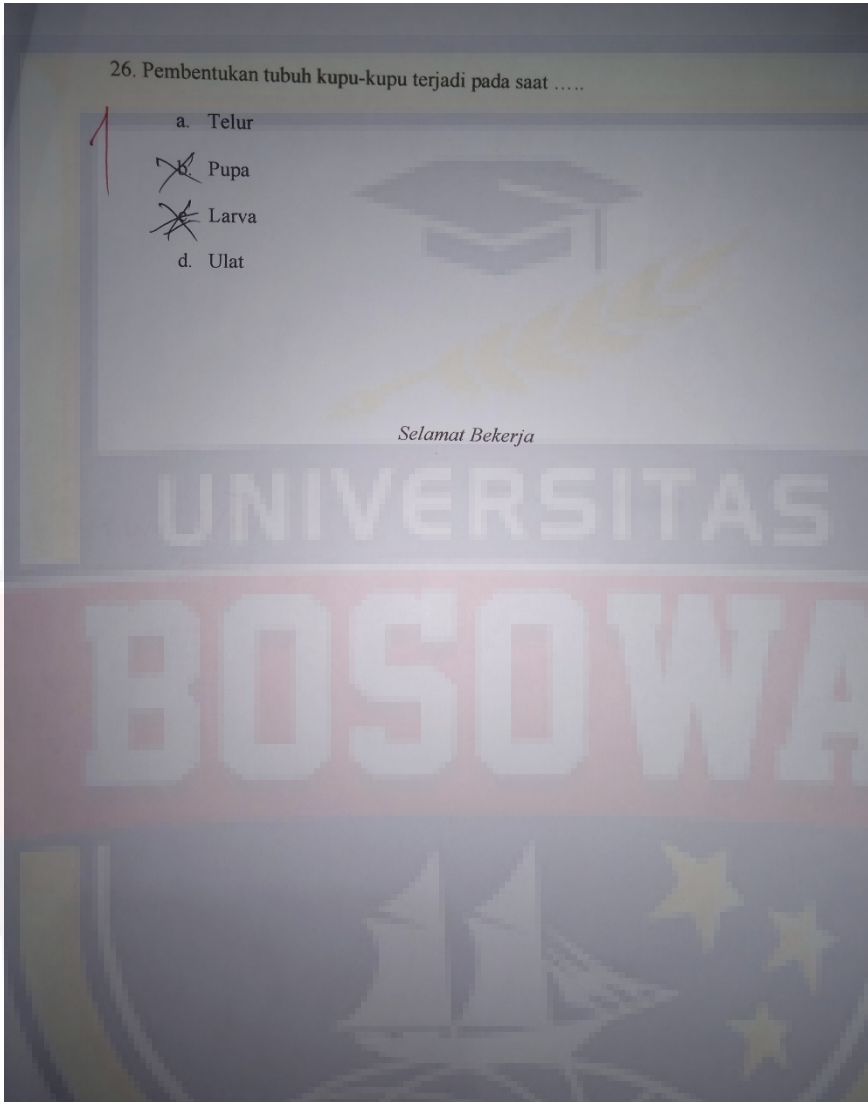 26. Pembentukan tubuh kupu-kupu terjadi pada saat …..
1
a. Telur
b. Pupa
c. Larva
d. Ulat
Selamat Bekerja
UNIVERSITAS
BOSOWA